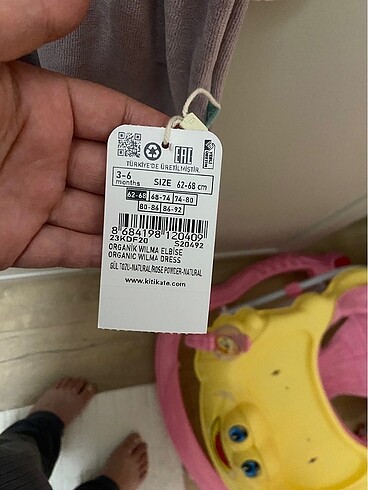 EAC
TÜRKİYE'DE ÜRETİLMİŞTİR.
3-6 months SIZE 62-68 cm
62-68 68-74 74-80
80-86 86-92
8 684198 120409
23KDF20 S20492
ORGANİK WILMA ELBİSE
ORGANIC WILMA DRESS
GÜL TOZU-NATURAL/ROSE POWDER-NATURAL
www.kitikate.com